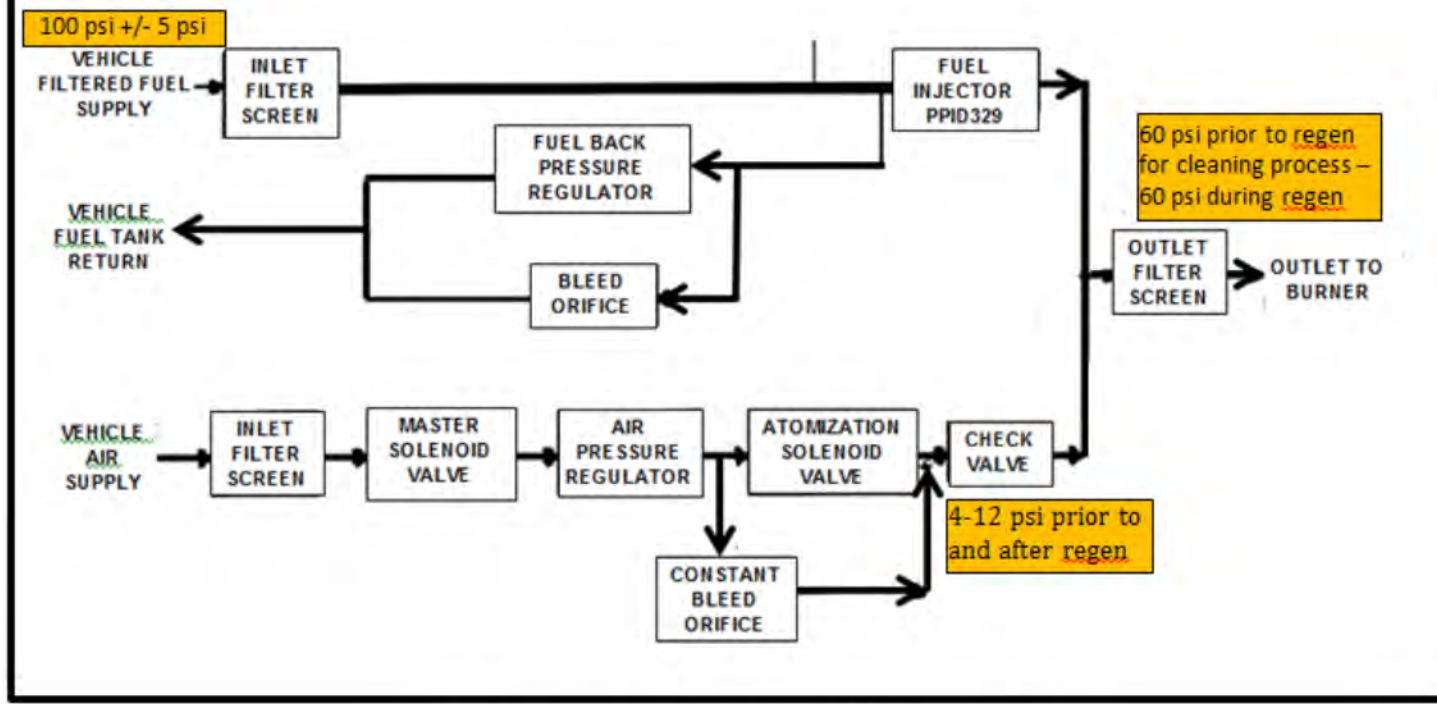 100 psi +/- 5 psi
VEHICLE
FILTERED FUEL
SUPPLY
INLET
FILTER
SCREEN
FUEL
INJECTOR
PPID329
60 psi prior to regen
for cleaning process –
60 psi during regen
FUEL BACK
PRESSURE
REGULATOR
VEHICLE
FUEL TANK
RETURN
BLEED
ORIFICE
OUTLET
FILTER
SCREEN
OUTLET TO
BURNER
VEHICLE
AIR
SUPPLY
INLET
FILTER
SCREEN
MASTER
SOLENOID
VALVE
AIR
PRESSURE
REGULATOR
ATOMIZATION
SOLENOID
VALVE
CHECK
VALVE
4-12 psi prior to
and after regen
CONSTANT
BLEED
ORIFICE